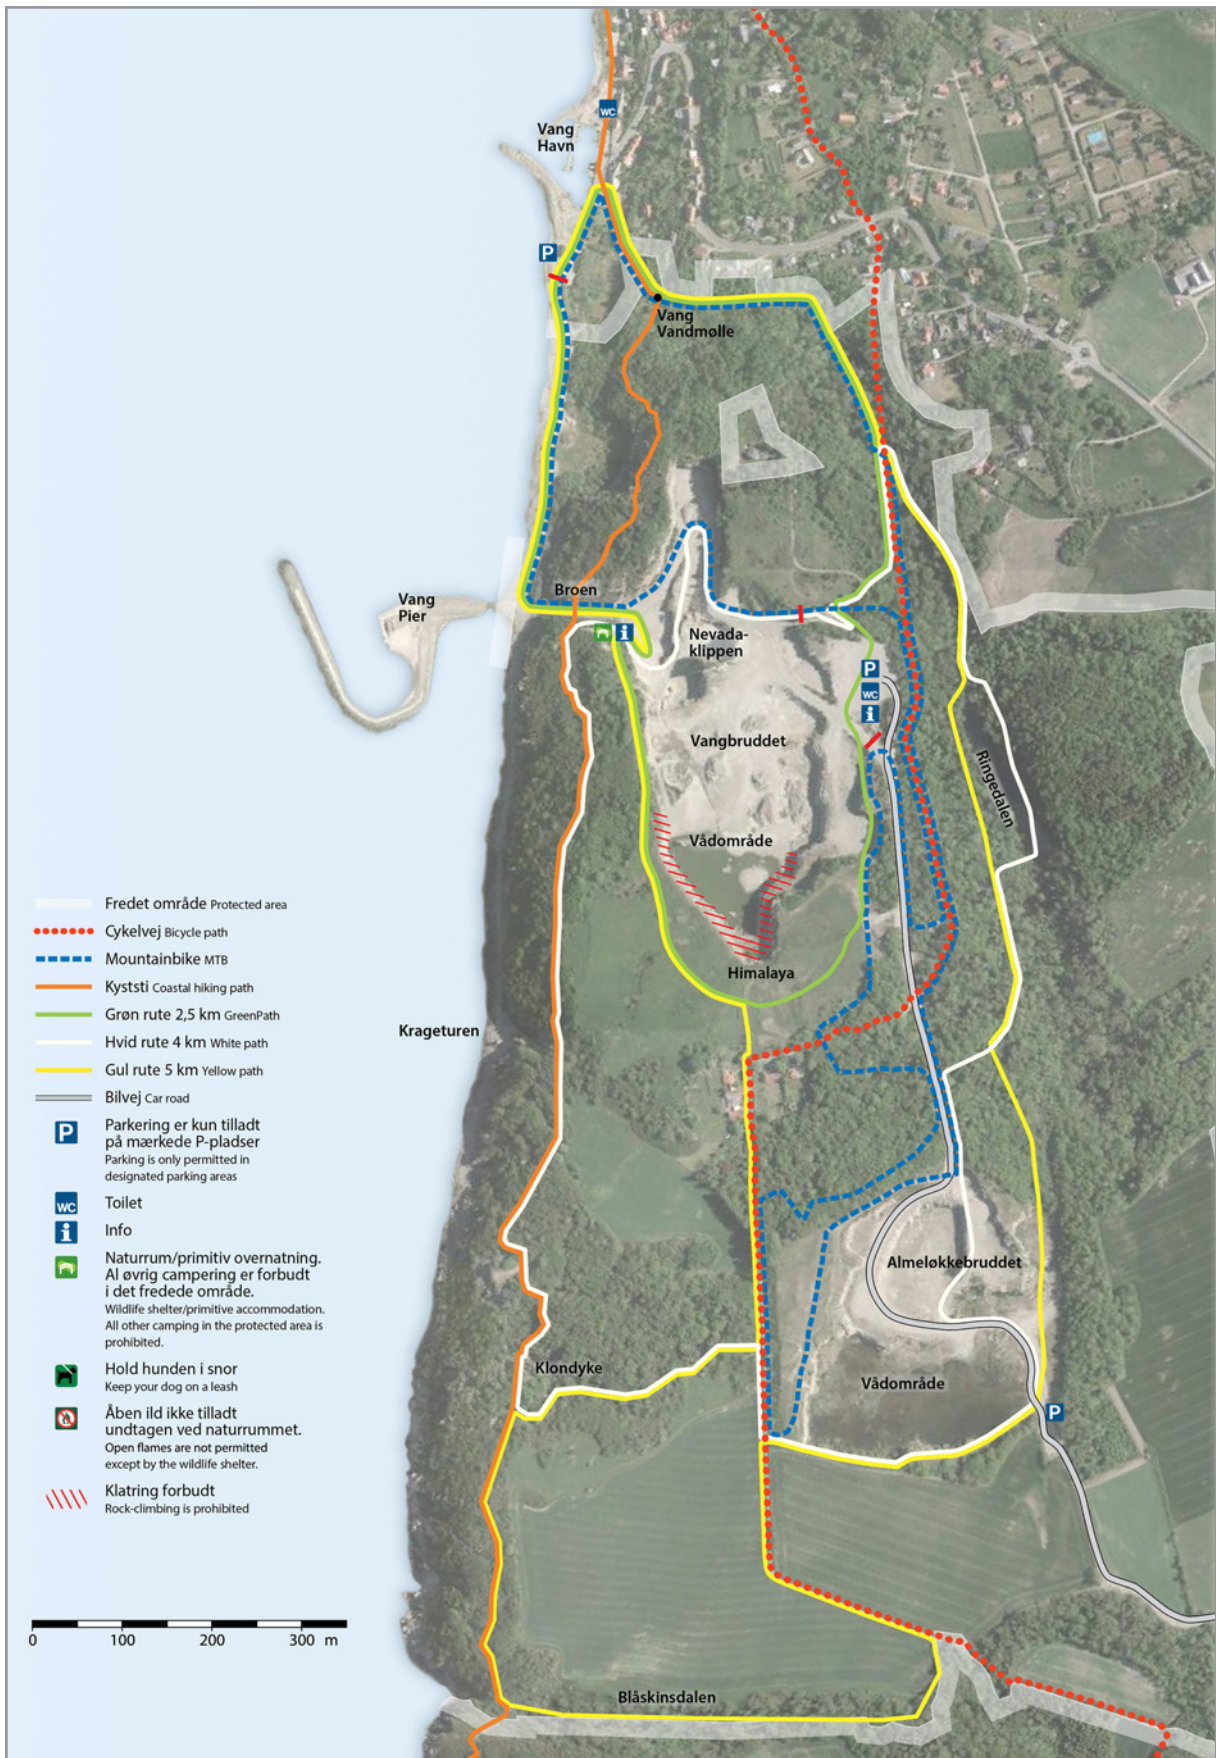 WC
Vang
Havn
P
Vang
Vandmølle
Broen
Vang
Pier
i
Nevada-
klippen
P
WC
i
Vangbruddet
Ringedalen
Vådområde
Himalaya
Krageturen
Almeløkkebruddet
Klondyke
Vådområde
P
Blåskinsdalen
Fredet område Protected area
Cykelvej Bicycle path
Mountainbike MTB
Kyststi Coastal hiking path
Grøn rute 2,5 km GreenPath
Hvid rute 4 km White path
Gul rute 5 km Yellow path
Bilvej Car road
P
Parkering er kun tilladt
på mærkede P-pladser
Parking is only permitted in
designated parking areas
WC
Toilet
i
Info
Naturrum/primitiv overnatning.
Al øvrig campering er forbudt
i det fredede område.
Wildlife shelter/primitive accommodation.
All other camping in the protected area is
prohibited.
Hold hunden i snor
Keep your dog on a leash
Åben ild ikke tilladt
undtagen ved naturrummet.
Open flames are not permitted
except by the wildlife shelter.
Klatring forbudt
Rock-climbing is prohibited
0 100 200 300 m